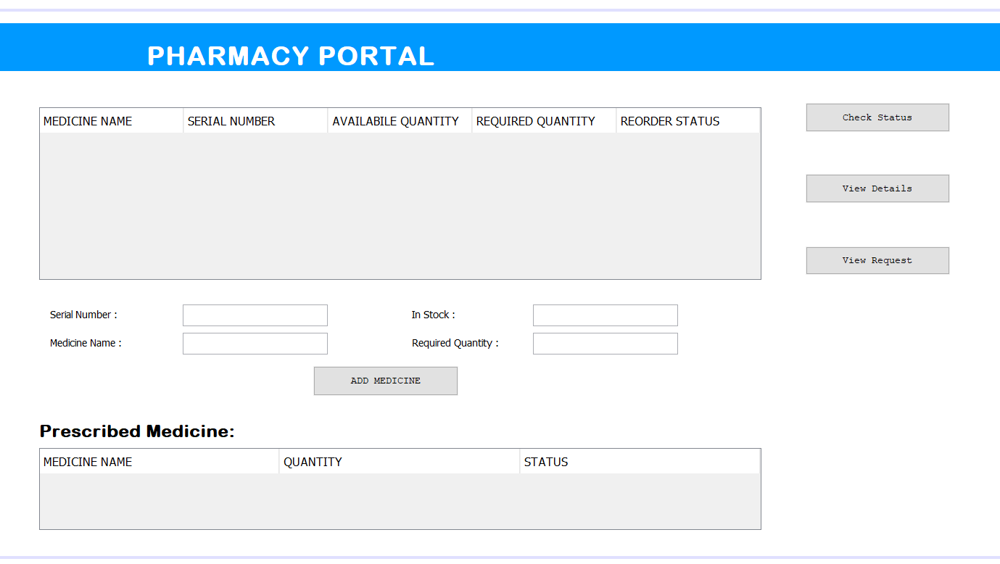 PHARMACY PORTAL
MEDICINE NAME SERIAL NUMBER AVAILABILE QUANTITY REQUIRED QUANTITY REORDER STATUS
Check Status
View Details
View Request
Serial Number : In Stock :
Medicine Name : Required Quantity :
ADD MEDICINE
Prescribed Medicine:
MEDICINE NAME QUANTITY STATUS